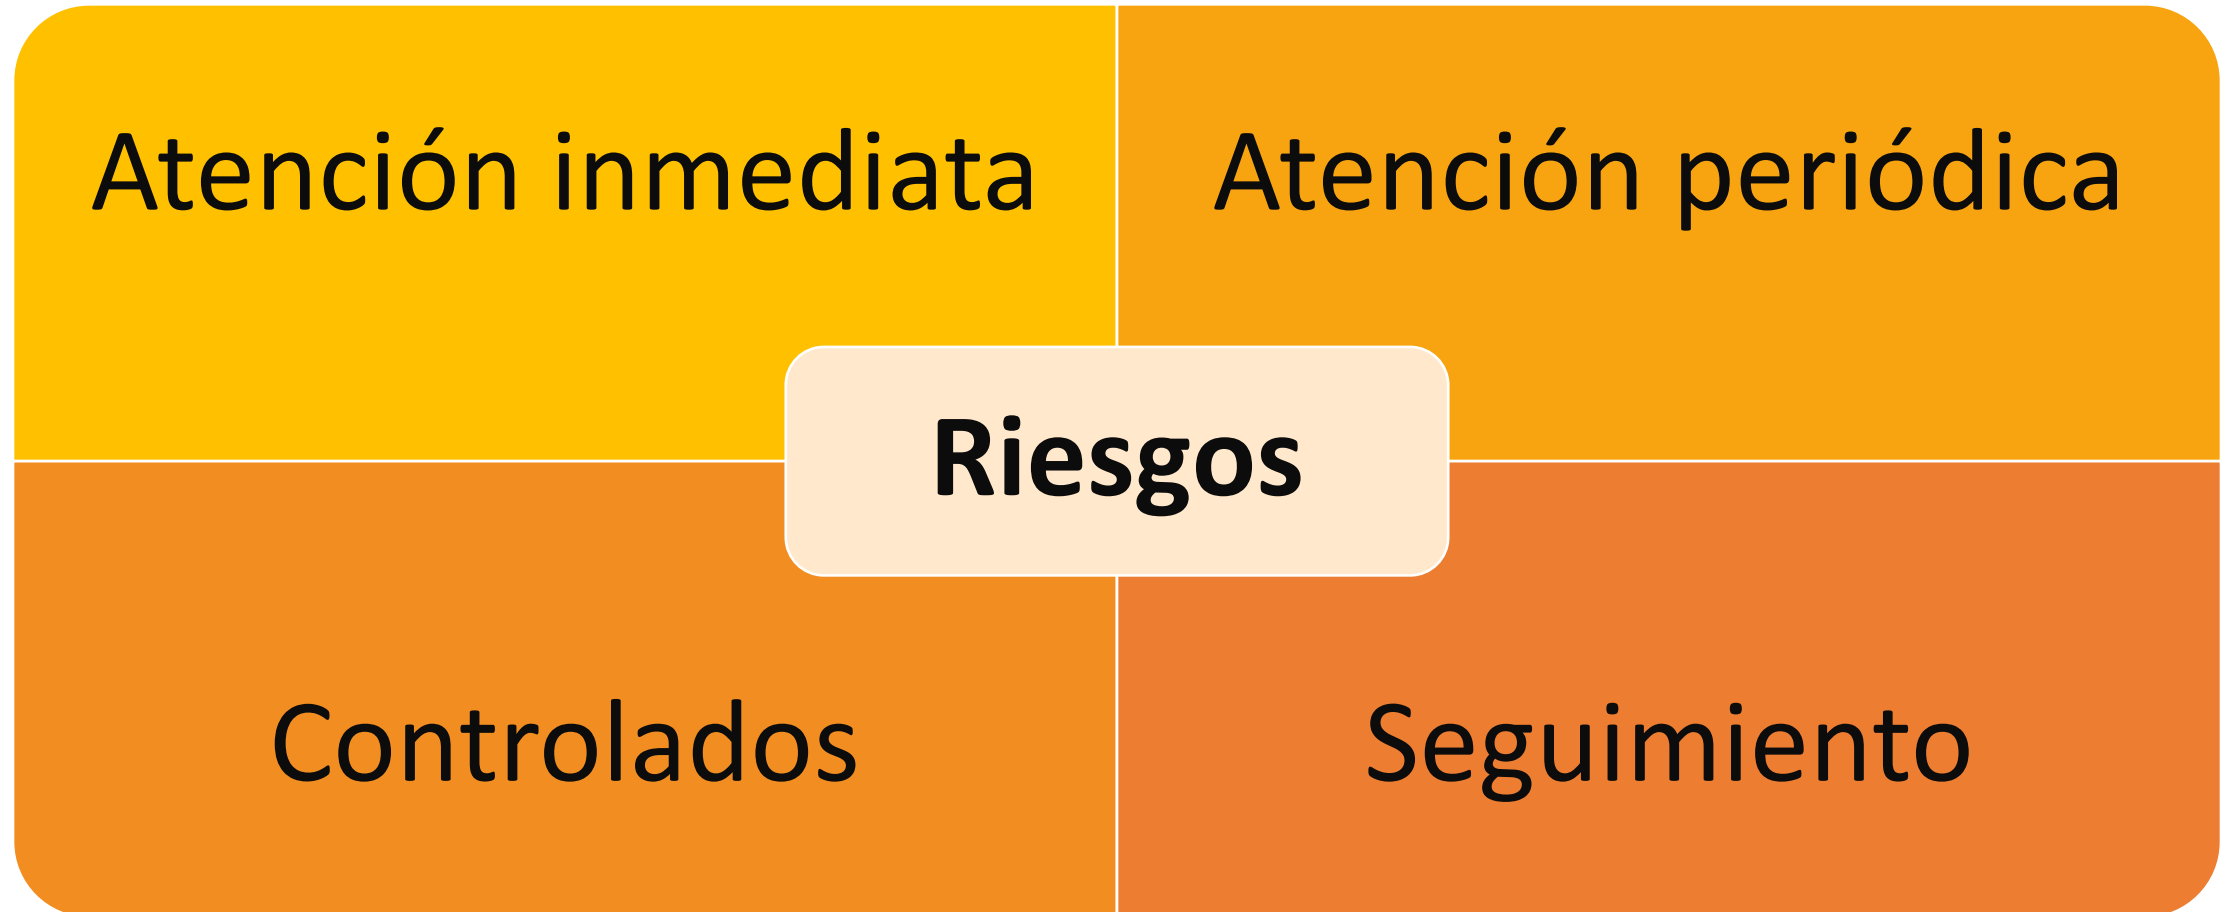 Atención inmediata
Atención periódica
Riesgos
Controlados
Seguimiento